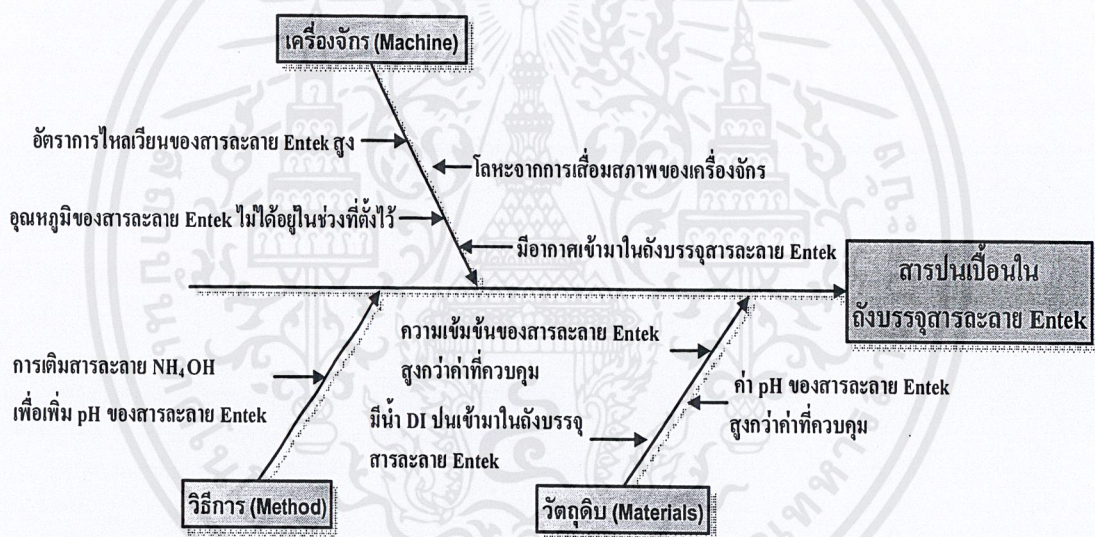 เครื่องจักร (Machine)
อัตราการไหลเวียนของสารละลาย Entek สูง
โลหะจากการเสื่อมสภาพของเครื่องจักร
อุณหภูมิของสารละลาย Entek ไม่ได้อยู่ในช่วงที่ตั้งไว้
มีอากาศเข้ามาในถังบรรจุสารละลาย Entek
สารปนเปื้อนใน
ถังบรรจุสารละลาย Entek
การเติมสารละลาย NH₄OH
เพื่อเพิ่ม pH ของสารละลาย Entek
ความเข้มข้นของสารละลาย Entek
สูงกว่าค่าที่ควบคุม
ค่า pH ของสารละลาย Entek
สูงกว่าค่าที่ควบคุม
มีน้ำ DI ปนเข้ามาในถังบรรจุ
สารละลาย Entek
วิธีการ (Method)
วัตถุดิบ (Materials)